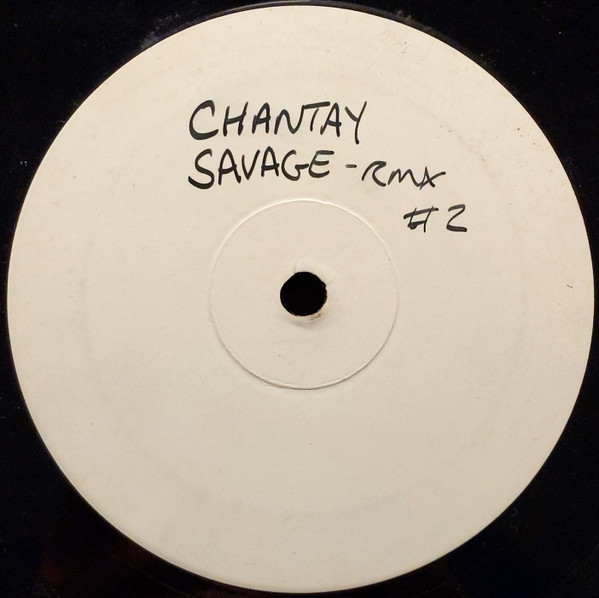 CHANTAY
SAVAGE - RMX
#2